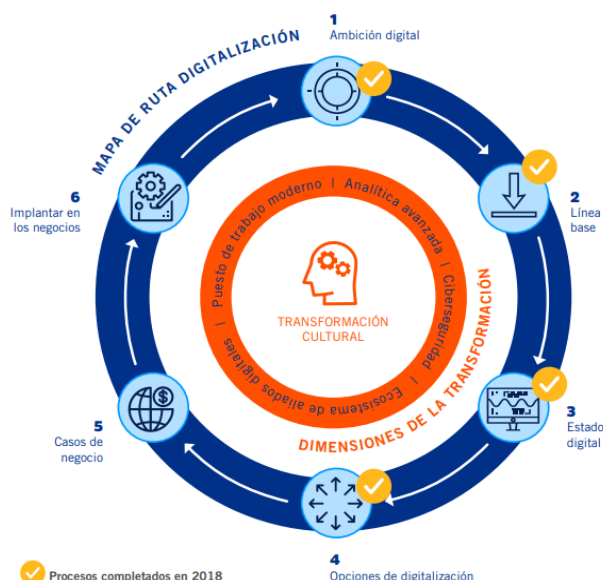 1
Ambición digital
MAPA DE RUTA DIGITALIZACIÓN
6
Implantar en
los negocios
2
Línea
base
Puesto de trabajo moderno | Analítica avanzada | Ciberseguridad | Ecosistema de aliados digitales |
TRANSFORMACIÓN
CULTURAL
DIMENSIONES DE LA TRANSFORMACIÓN
5
Casos de
negocio
$
3
Estado
digital
4
Opciones de digitalización
Procesos completados en 2018